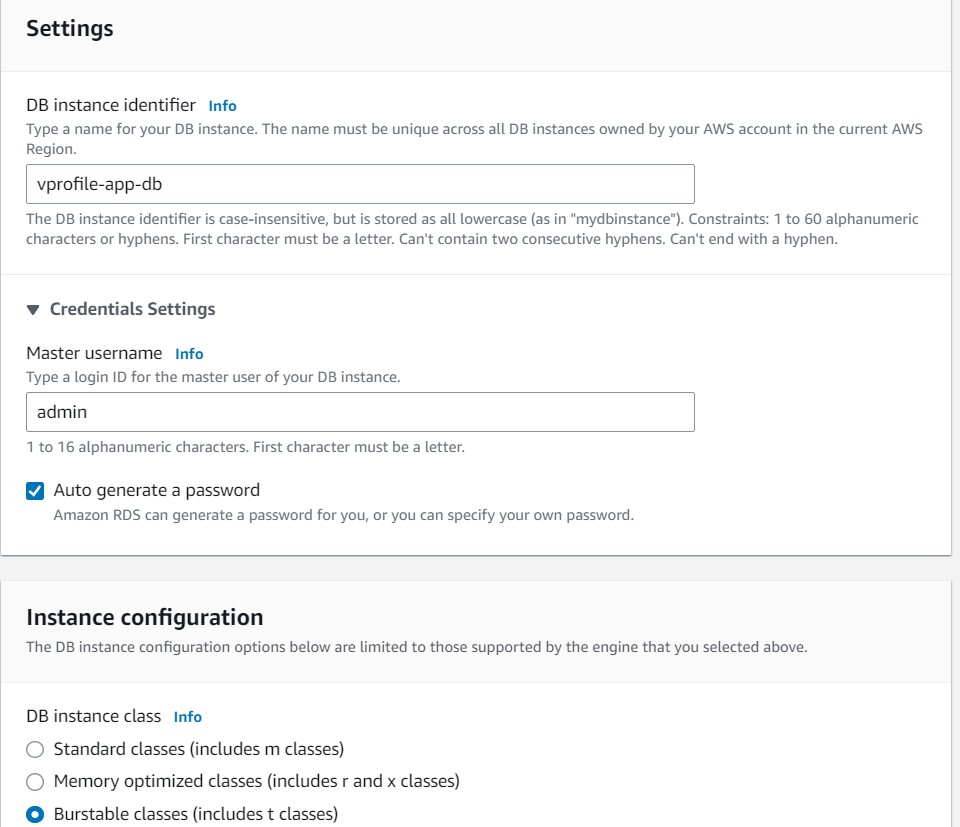 Settings
DB instance identifier Info
Type a name for your DB instance. The name must be unique across all DB instances owned by your AWS account in the current AWS
Region.
vprofile-app-db
The DB instance identifier is case-insensitive, but is stored as all lowercase (as in "mydbinstance"). Constraints: 1 to 60 alphanumeric
characters or hyphens. First character must be a letter. Can't contain two consecutive hyphens. Can't end with a hyphen.
Credentials Settings
Master username Info
Type a login ID for the master user of your DB instance.
admin
1 to 16 alphanumeric characters. First character must be a letter.
Auto generate a password
Amazon RDS can generate a password for you, or you can specify your own password.
Instance configuration
The DB instance configuration options below are limited to those supported by the engine that you selected above.
DB instance class Info
Standard classes (includes m classes)
Memory optimized classes (includes r and x classes)
Burstable classes (includes t classes)